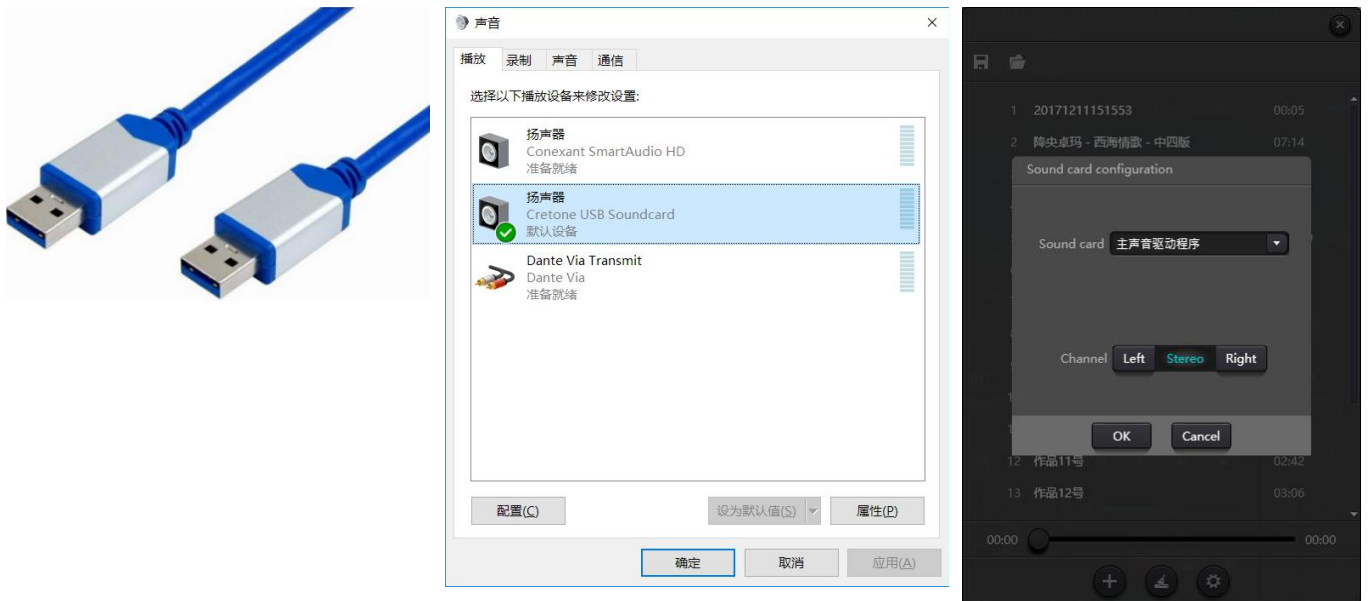 声音
播放
录制
声音
通信
选择以下播放设备来修改设置:
扬声器
Conexant SmartAudio HD
准备就绪
扬声器
Cretone USB Soundcard
默认设备
Dante Via Transmit
Dante Via
准备就绪
配置(C)
设为默认值(S)
属性(P)
确定
取消
应用(A)
1 20171211151553 00:05
2 降央卓玛 - 西海情歌 - 中四版 07:14
Sound card configuration
Sound card 主声音驱动程序
Channel Left Stereo Right
OK Cancel
12 作品11号 02:42
13 作品12号 03:06
00:00 00:00